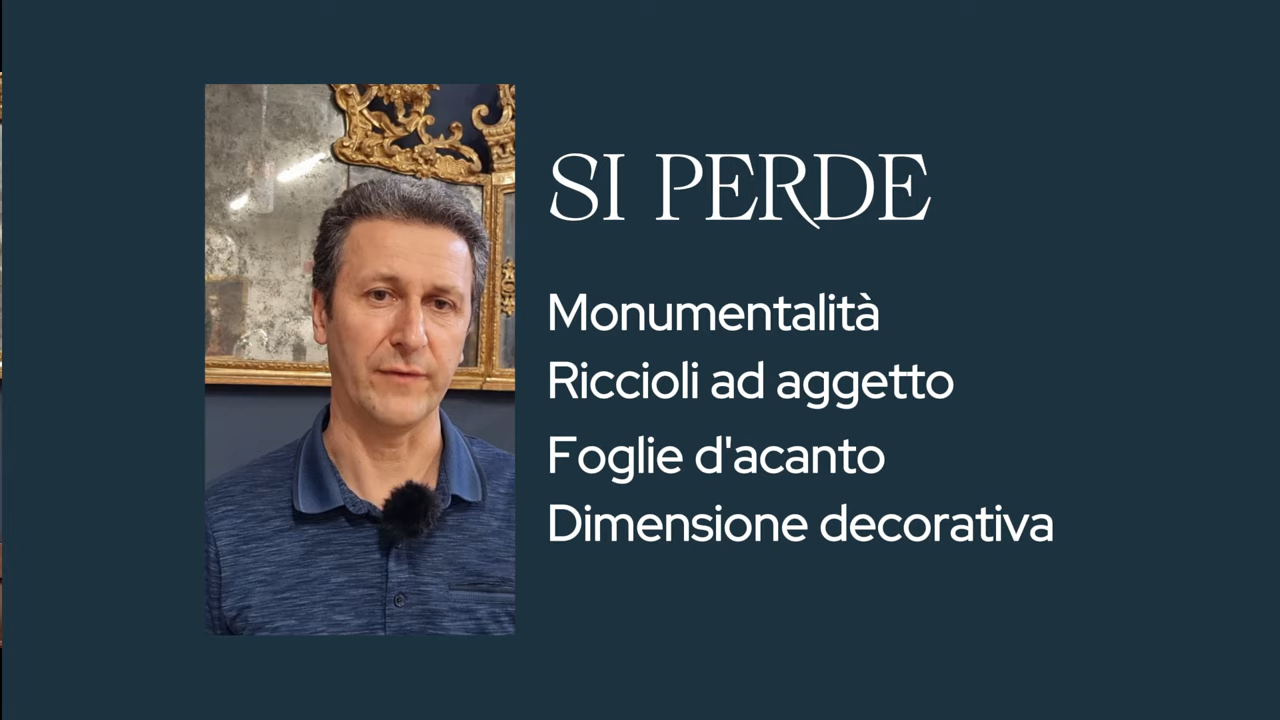 SI PERDE
Monumentalità
Riccioli ad aggetto
Foglie d'acanto
Dimensione decorativa